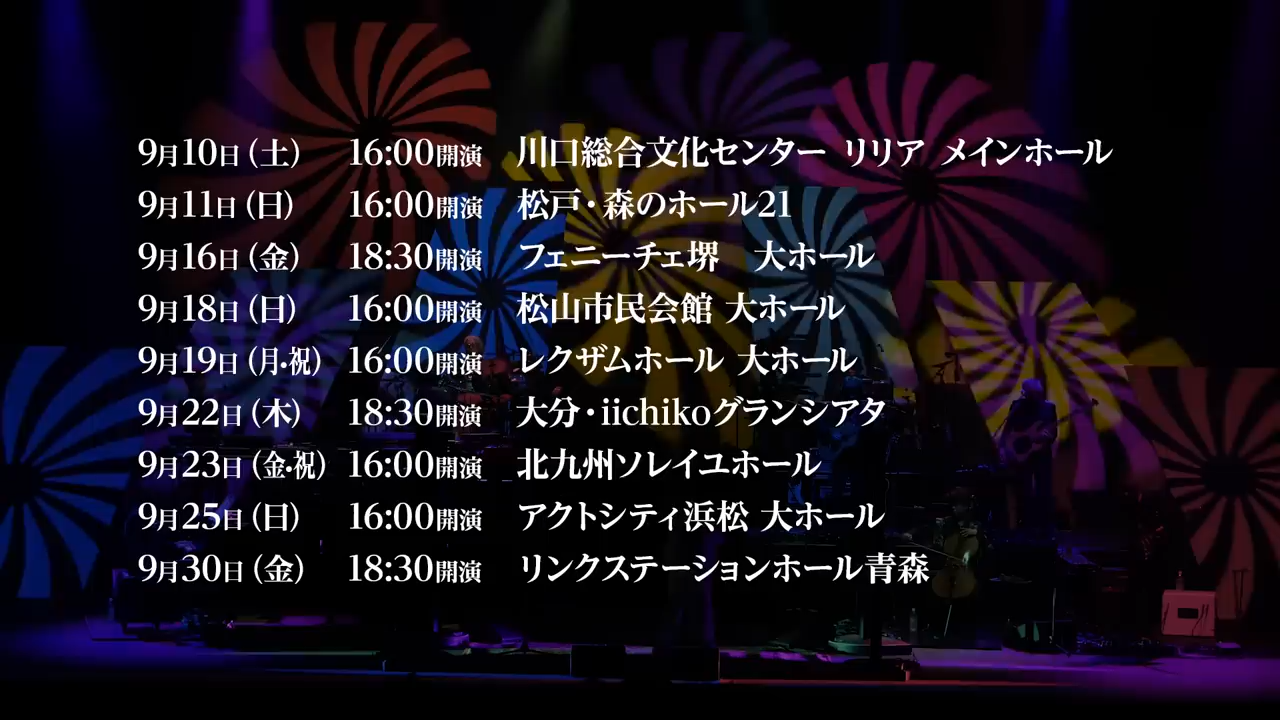 9月10日（土） 16:00開演 川口総合文化センター リリア メインホール
9月11日（日） 16:00開演 松戸・森のホール21
9月16日（金） 18:30開演 フェニーチェ堺 大ホール
9月18日（日） 16:00開演 松山市民会館 大ホール
9月19日（月・祝） 16:00開演 レクザムホール 大ホール
9月22日（木） 18:30開演 大分・iichikoグランシアタ
9月23日（金・祝） 16:00開演 北九州ソレイユホール
9月25日（日） 16:00開演 アクトシティ浜松 大ホール
9月30日（金） 18:30開演 リンクステーションホール青森